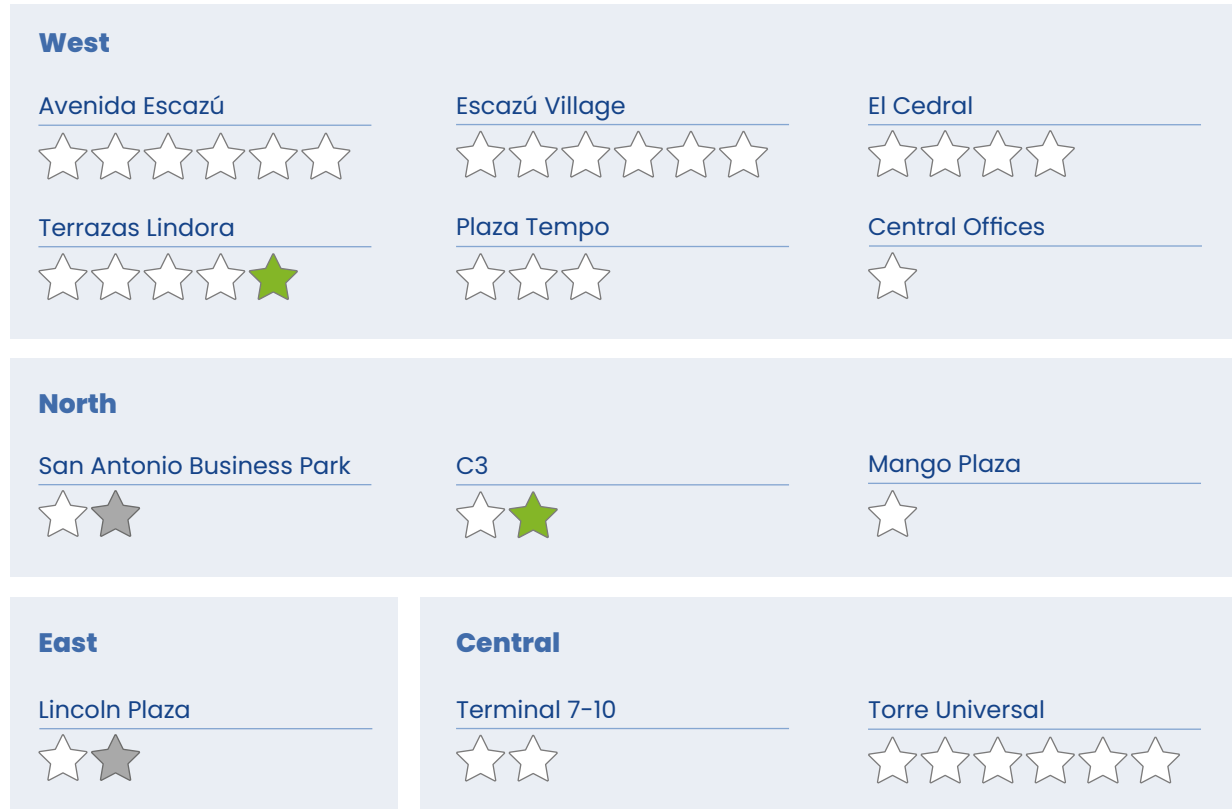 West
Avenida Escazú
Escazú Village
El Cedral
Terrazas Lindora
Plaza Tempo
Central Offices
North
San Antonio Business Park
C3
Mango Plaza
East
Lincoln Plaza
Central
Terminal 7-10
Torre Universal